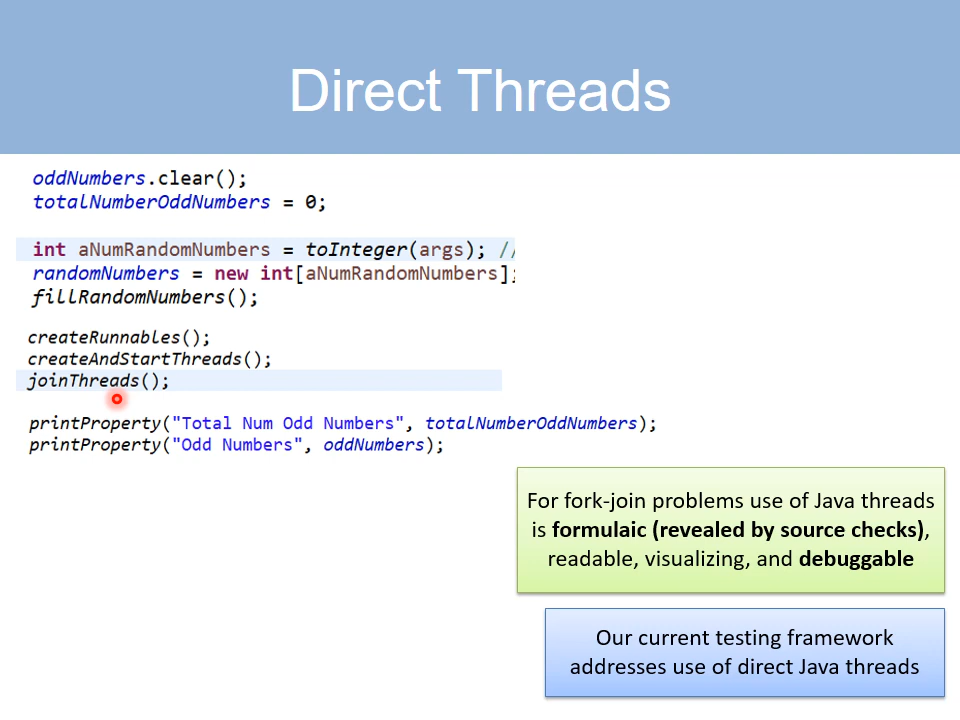 Direct Threads
oddNumbers.clear();
totalNumberOddNumbers = 0;
int aNumRandomNumbers = toInteger(args); //
randomNumbers = new int[aNumRandomNumbers];
fillRandomNumbers();
createRunnables();
createAndStartThreads();
joinThreads();
printProperty("Total Num Odd Numbers", totalNumberOddNumbers);
printProperty("Odd Numbers", oddNumbers);
For fork-join problems use of Java threads
is formulaic (revealed by source checks),
readable, visualizing, and debuggable
Our current testing framework
addresses use of direct Java threads